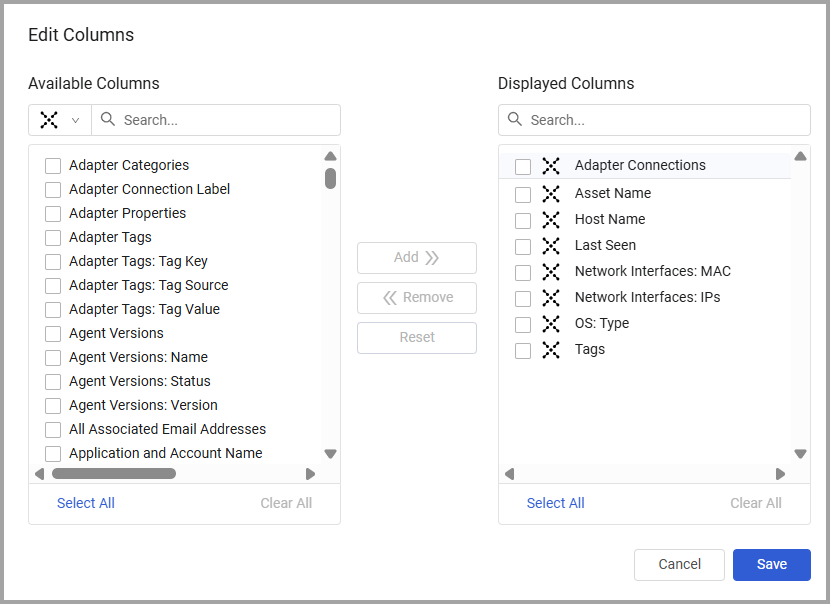 Edit Columns
Available Columns
Search...
Adapter Categories
Adapter Connection Label
Adapter Properties
Adapter Tags
Adapter Tags: Tag Key
Adapter Tags: Tag Source
Adapter Tags: Tag Value
Agent Versions
Agent Versions: Name
Agent Versions: Status
Agent Versions: Version
All Associated Email Addresses
Application and Account Name
Select All
Clear All
Add
Remove
Reset
Displayed Columns
Search...
Adapter Connections
Asset Name
Host Name
Last Seen
Network Interfaces: MAC
Network Interfaces: IPs
OS: Type
Tags
Select All
Clear All
Cancel
Save